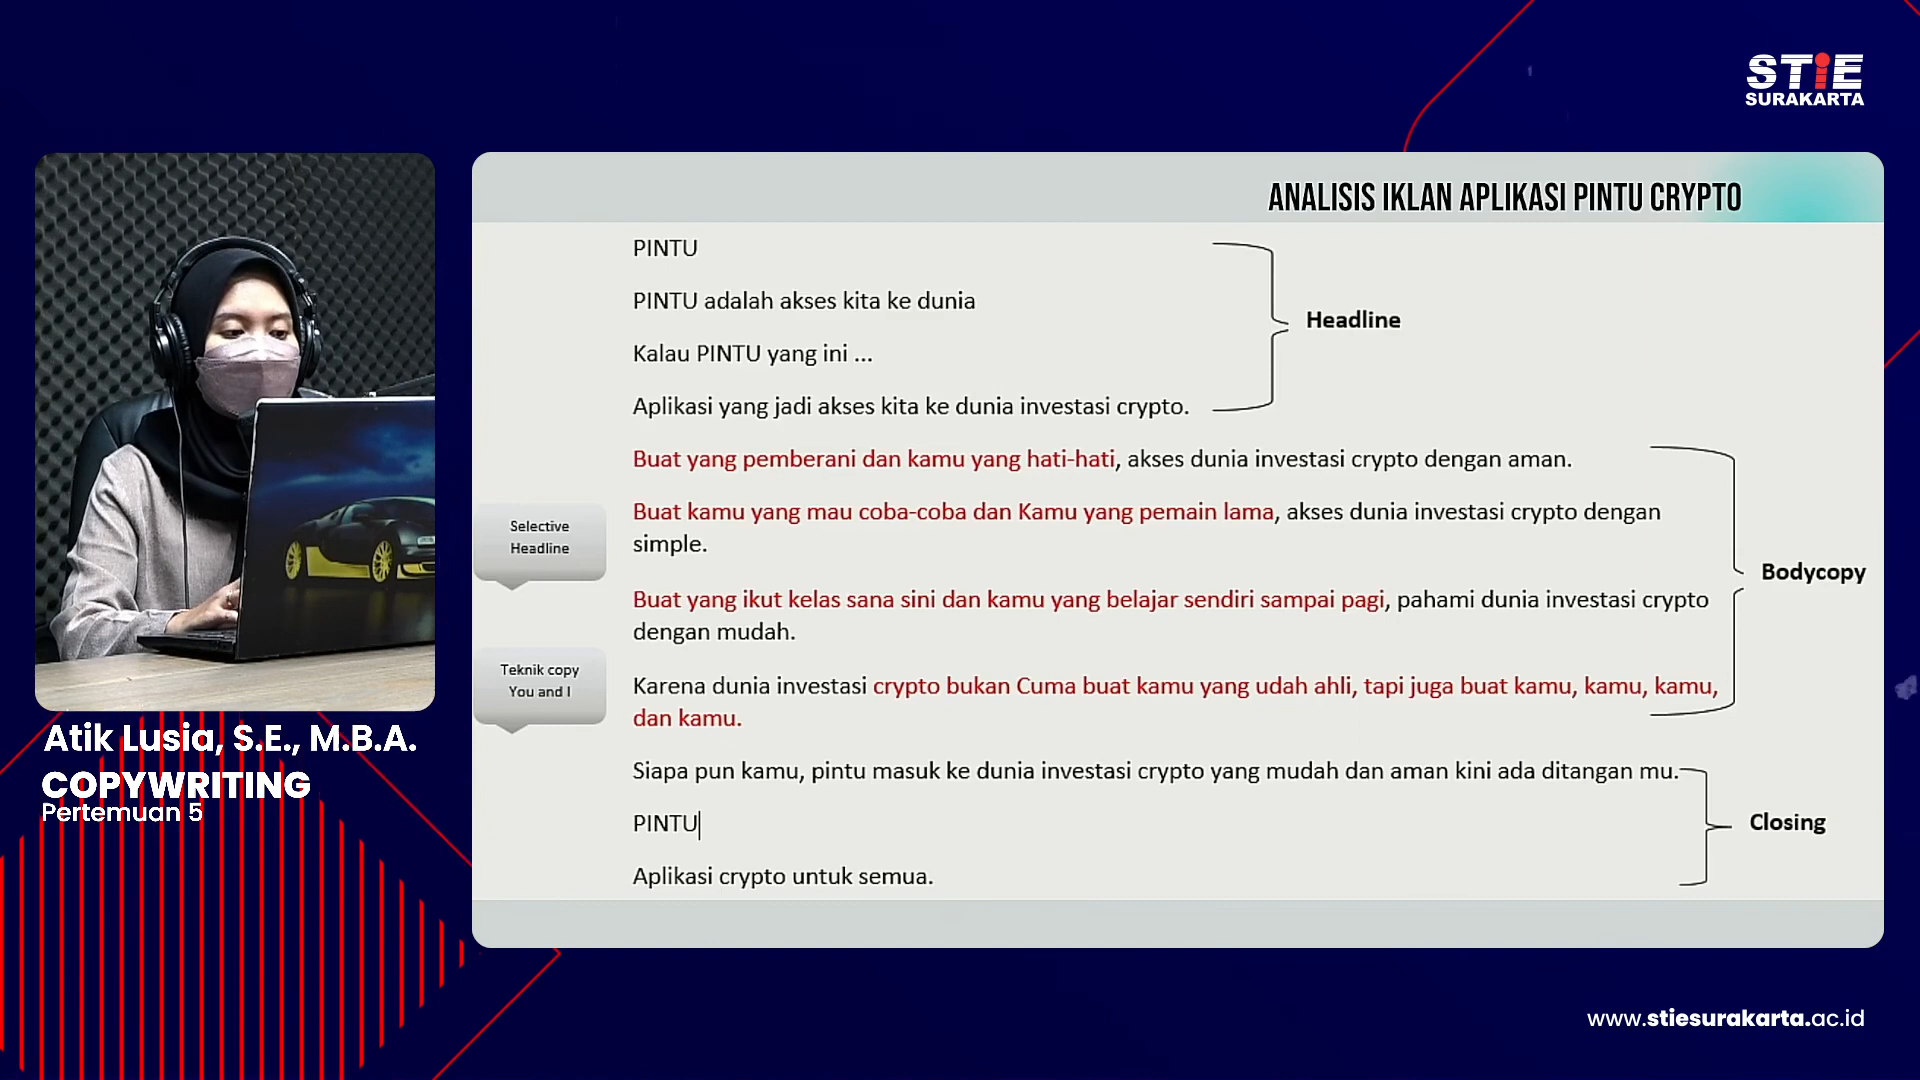 STIE
SURAKARTA
ANALISIS IKLAN APLIKASI PINTU CRYPTO
PINTU
PINTU adalah akses kita ke dunia
Kalau PINTU yang ini ...
Aplikasi yang jadi akses kita ke dunia investasi crypto.
Headline
Buat yang pemberani dan kamu yang hati-hati, akses dunia investasi crypto dengan aman.
Buat kamu yang mau coba-coba dan Kamu yang pemain lama, akses dunia investasi crypto dengan
simple.
Selective
Headline
Buat yang ikut kelas sana sini dan kamu yang belajar sendiri sampai pagi, pahami dunia investasi crypto
dengan mudah.
Bodycopy
Teknik copy
You and I
Karena dunia investasi crypto bukan Cuma buat kamu yang udah ahli, tapi juga buat kamu, kamu, kamu,
dan kamu.
Siapa pun kamu, pintu masuk ke dunia investasi crypto yang mudah dan aman kini ada ditangan mu.
PINTU
Aplikasi crypto untuk semua.
Closing
Atik Lusia, S.E., M.B.A.
COPYWRITING
Pertemuan 5
www.stiesurakarta.ac.id